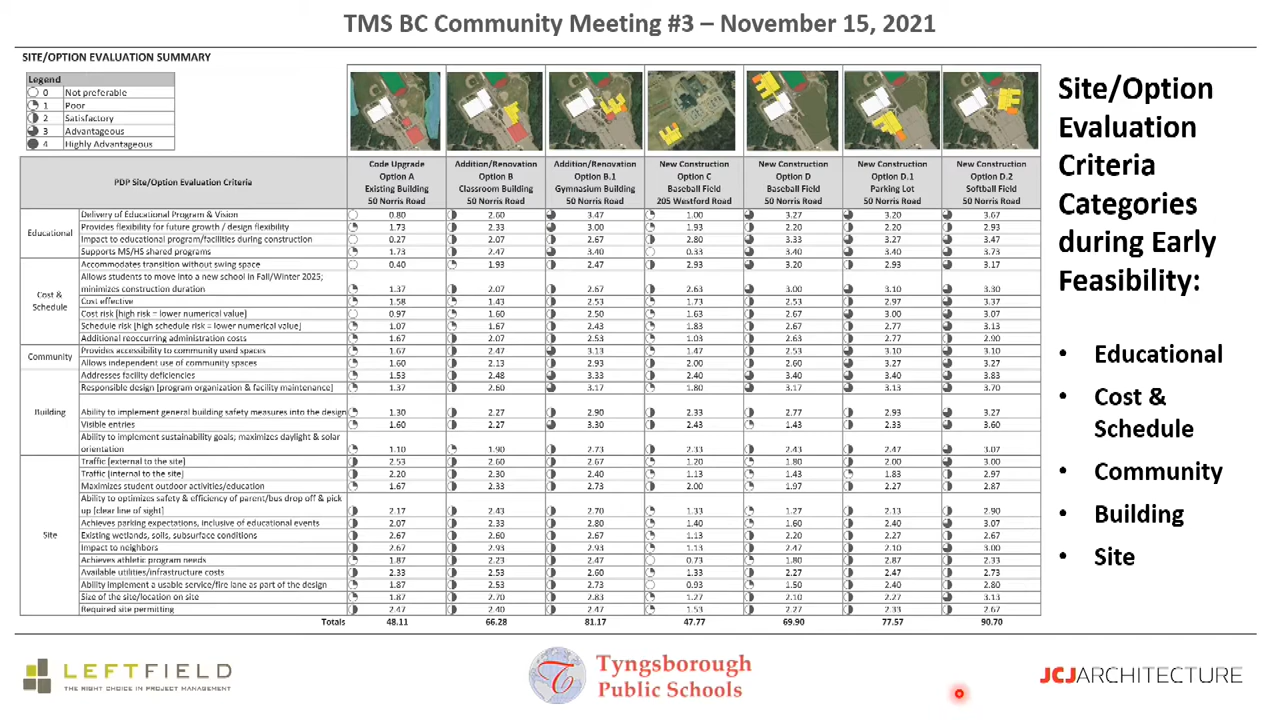 TMS BC Community Meeting #3 – November 15, 2021
SITE/OPTION EVALUATION SUMMARY
Legend
0 Not preferable
1 Poor
2 Satisfactory
3 Advantageous
4 Highly Advantageous
PDP Site/Option Evaluation Criteria
Code Upgrade Option A Existing Building 50 Norris Road
Addition/Renovation Option B Classroom Building 50 Norris Road
Addition/Renovation Option B.1 Gymnasium Building 50 Norris Road
New Construction Option C Baseball Field 205 Westford Road
New Construction Option D Baseball Field 50 Norris Road
New Construction Option D.1 Parking Lot 50 Norris Road
New Construction Option D.2 Softball Field 50 Norris Road
Educational
Delivery of Educational Program & Vision 0.80 2.60 3.47 1.00 3.27 3.20 3.67
Provides flexibility for future growth / design flexibility 1.73 2.33 3.00 1.93 2.20 2.20 2.93
Impact to educational program/facilities during construction 0.27 2.07 2.67 2.80 3.33 3.27 3.47
Supports MS/HS shared programs 1.73 2.47 3.40 0.33 3.40 3.40 3.73
Cost & Schedule
Accommodates transition without swing space 0.40 1.93 2.47 2.93 3.20 2.93 3.17
Allows students to move into a new school in Fall/Winter 2025;
minimizes construction duration 1.37 2.07 2.67 2.63 3.00 3.10 3.30
Cost effective 1.58 1.43 2.53 1.73 2.53 2.97 3.37
Cost risk [high risk = lower numerical value] 0.97 1.60 2.50 1.63 2.67 3.00 3.07
Schedule risk [high schedule risk = lower numerical value] 1.07 1.67 2.43 1.83 2.67 2.77 3.13
Additional reoccurring administration costs 1.67 2.07 2.53 1.03 2.63 2.77 2.90
Community
Provides accessibility to community used spaces 1.67 2.47 3.13 1.47 2.53 3.10 3.10
Allows independent use of community spaces 1.60 2.13 2.93 2.00 2.60 3.27 3.27
Building
Addresses facility deficiencies 1.53 2.48 3.33 2.40 3.40 3.40 3.83
Responsible design [program organization & facility maintenance] 1.37 2.60 3.17 1.80 3.17 3.13 3.70
Ability to implement general building safety measures into the design 1.30 2.27 2.90 2.33 2.77 2.93 3.27
Visible entries 1.60 2.27 3.30 2.43 1.43 2.33 3.60
Ability to implement sustainability goals; maximizes daylight & solar
orientation 1.10 1.90 2.73 2.33 2.43 2.47 3.07
Site
Traffic [external to the site] 2.53 2.60 2.67 1.20 1.80 2.00 3.00
Traffic [internal to the site] 2.20 2.30 2.40 1.13 1.43 1.83 2.97
Maximizes student outdoor activities/education 1.67 2.33 2.73 2.00 1.97 2.27 2.87
Ability to optimizes safety & efficiency of parent/bus drop off & pick
up [clear line of sight] 2.17 2.43 2.70 1.33 1.27 2.13 2.90
Achieves parking expectations, inclusive of educational events 2.07 2.33 2.80 1.40 1.60 2.40 3.07
Existing wetlands, soils, subsurface conditions 2.67 2.60 2.67 1.13 2.20 2.27 2.67
Impact to neighbors 2.67 2.93 2.93 1.13 2.47 2.10 3.00
Achieves athletic program needs 1.87 2.23 2.47 0.73 1.80 2.87 2.33
Available utilities/infrastructure costs 2.33 2.53 2.60 1.33 2.27 2.47 2.73
Ability implement a usable service/fire lane as part of the design 1.87 2.53 2.73 0.93 1.50 2.40 2.80
Size of the site/location on site 1.87 2.70 2.83 1.27 2.10 2.27 3.13
Required site permitting 2.47 2.40 2.47 1.53 2.27 2.33 2.67
Totals 48.11 66.28 81.17 47.77 69.90 77.57 90.70
Site/Option
Evaluation
Criteria
Categories
during Early
Feasibility:
• Educational
• Cost &
Schedule
• Community
• Building
• Site
LEFTFIELD
THE RIGHT CHOICE IN PROJECT MANAGEMENT
Tyngsborough
Public Schools
JCJARCHITECTURE